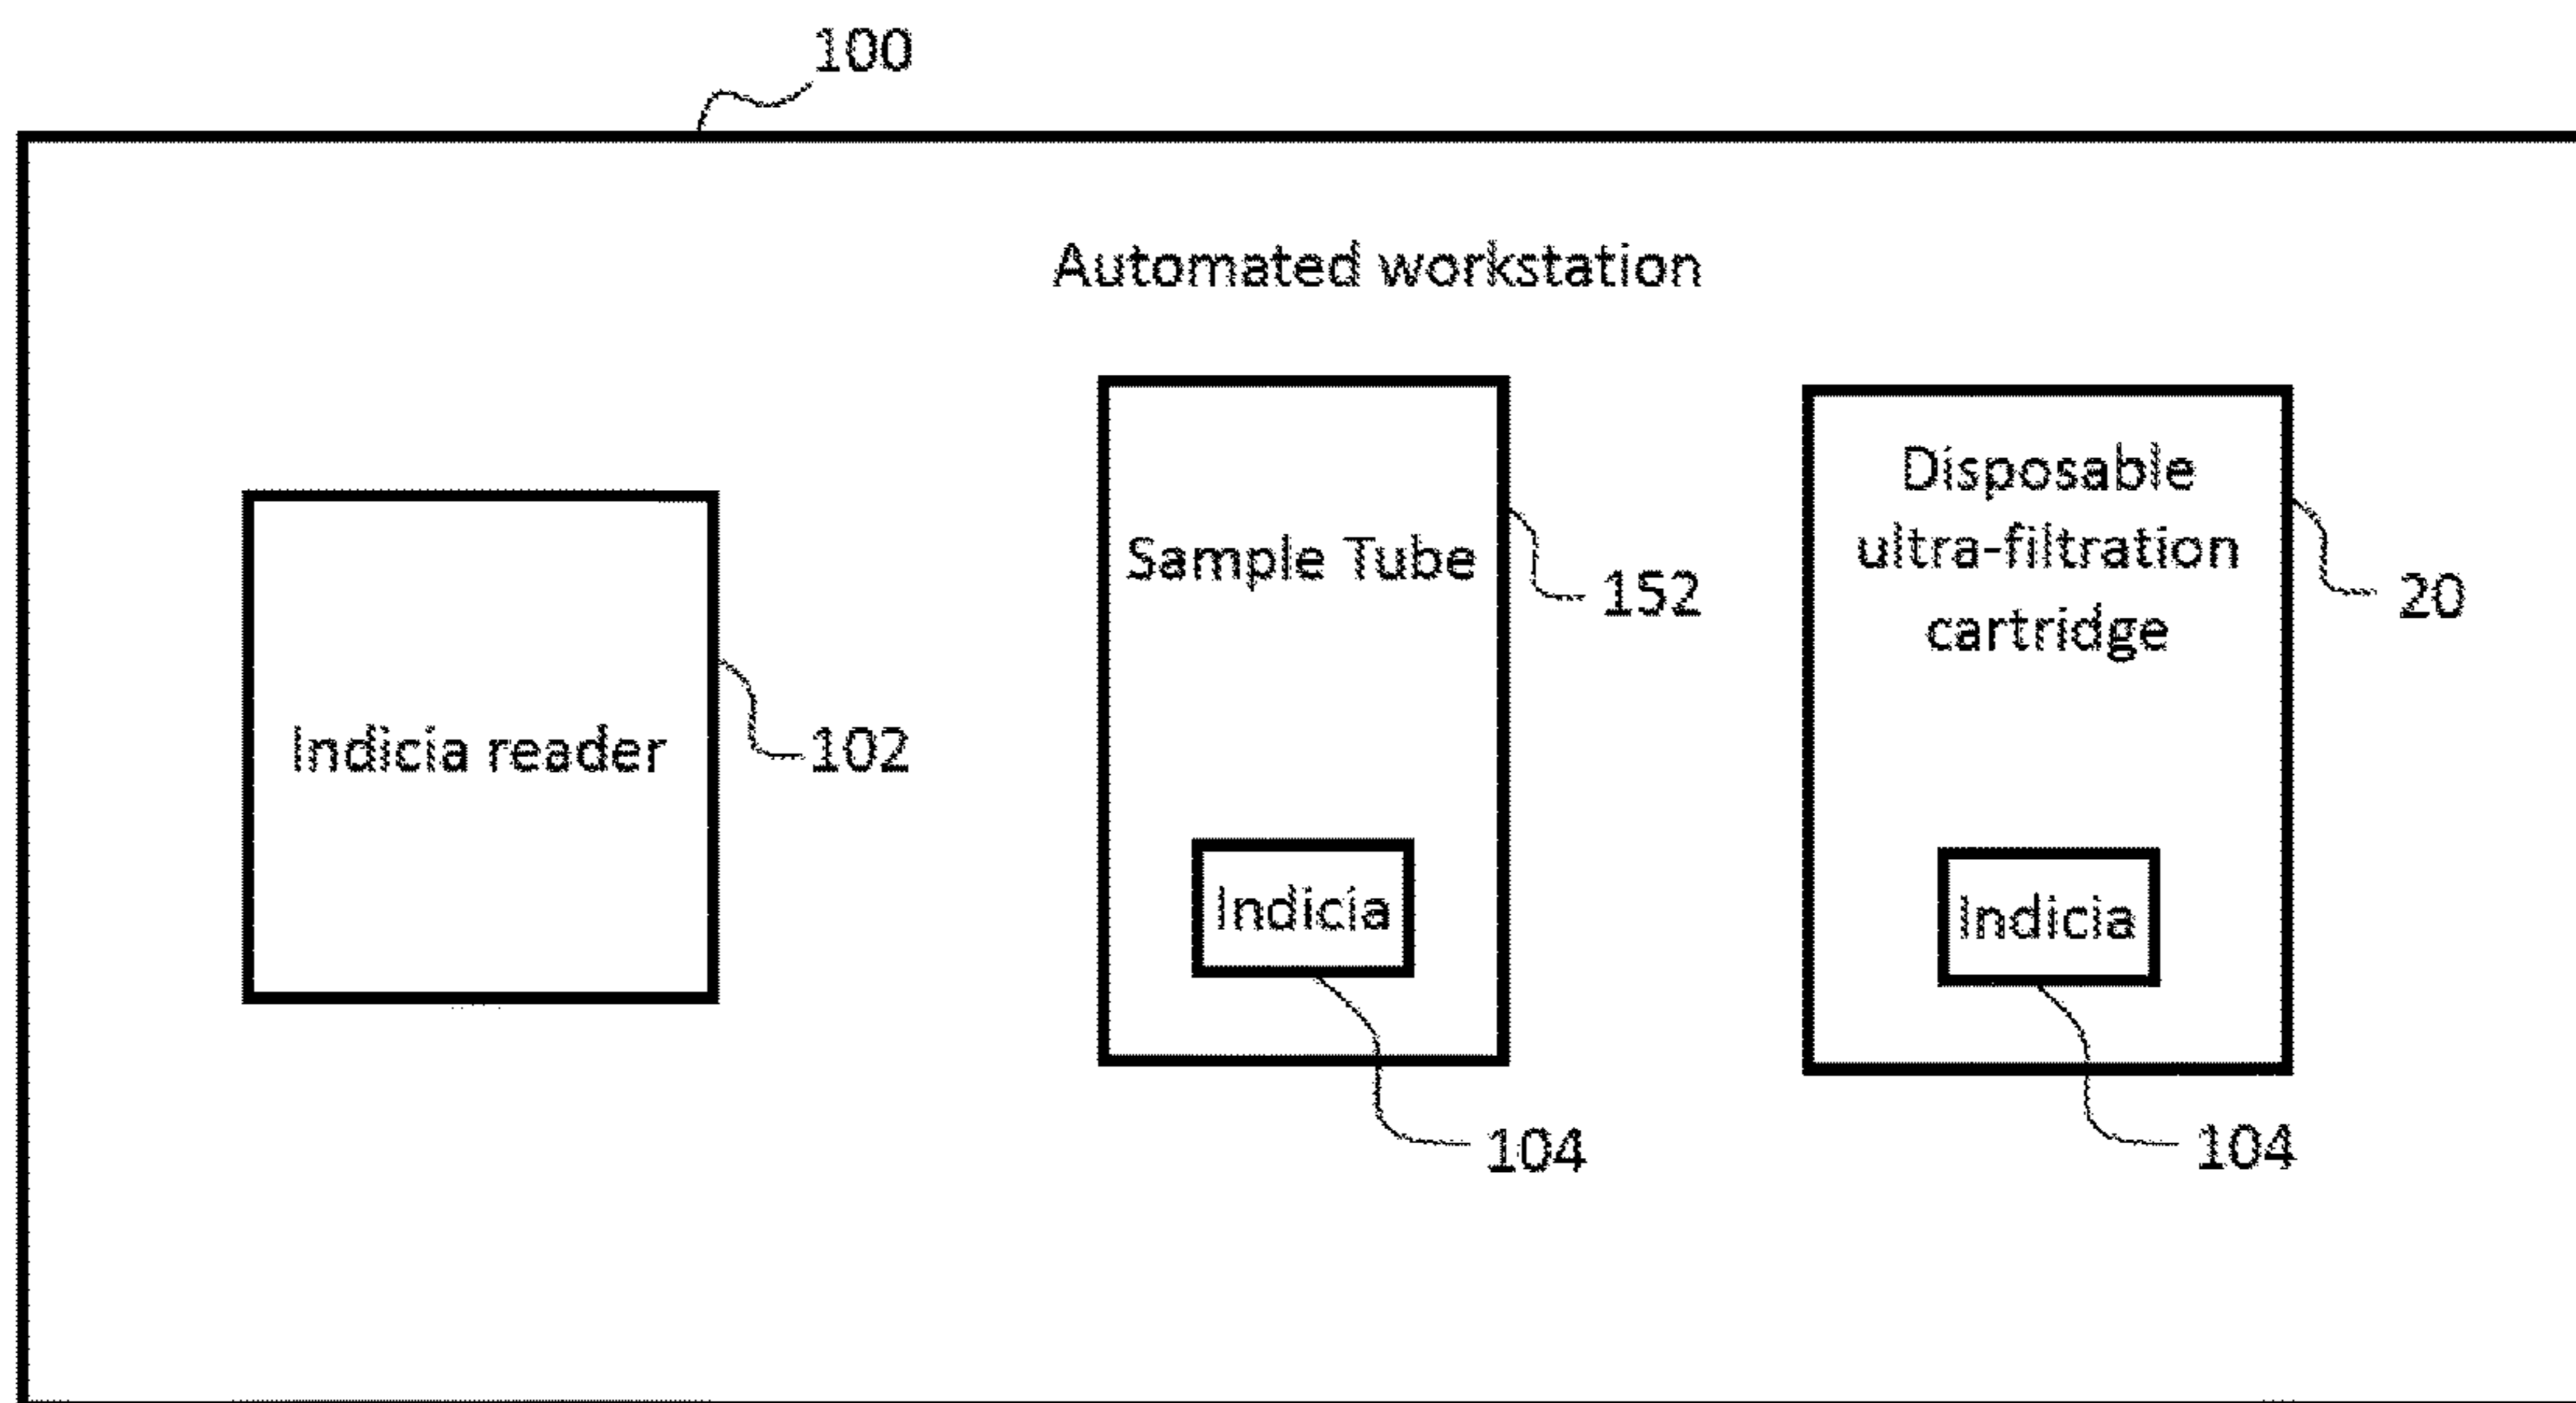 100
Automated workstation
Indicia reader
102
Sample Tube
152
Indicia
104
Disposable
ultra-filtration
cartridge
20
Indicia
104